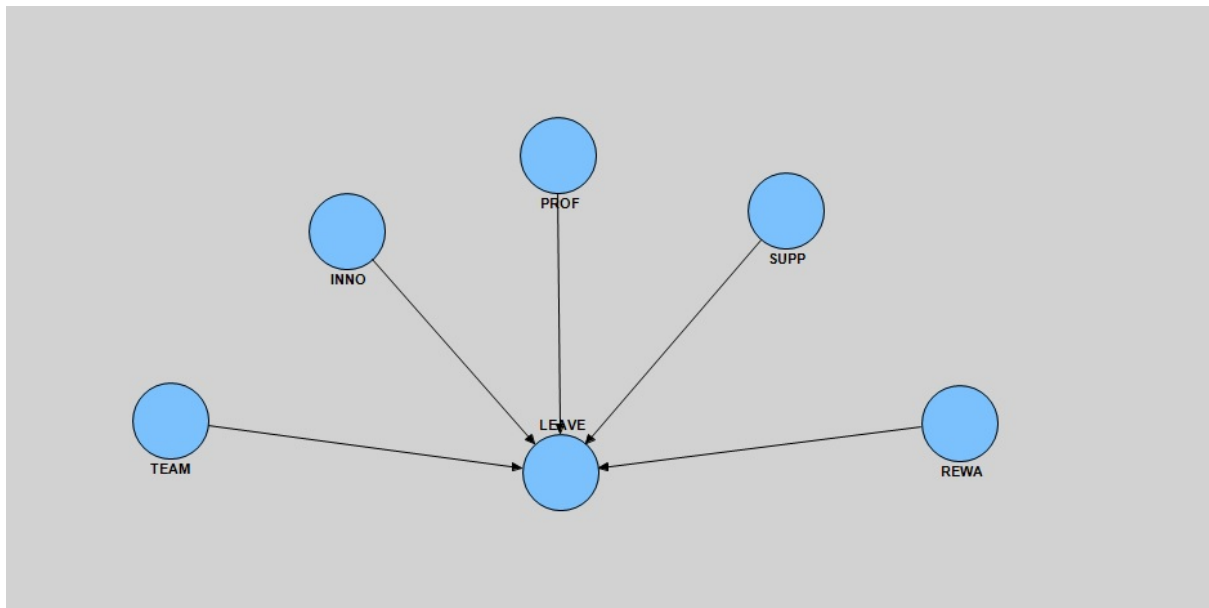 PROF
SUPP
INNO
LEAVE
TEAM
REWA